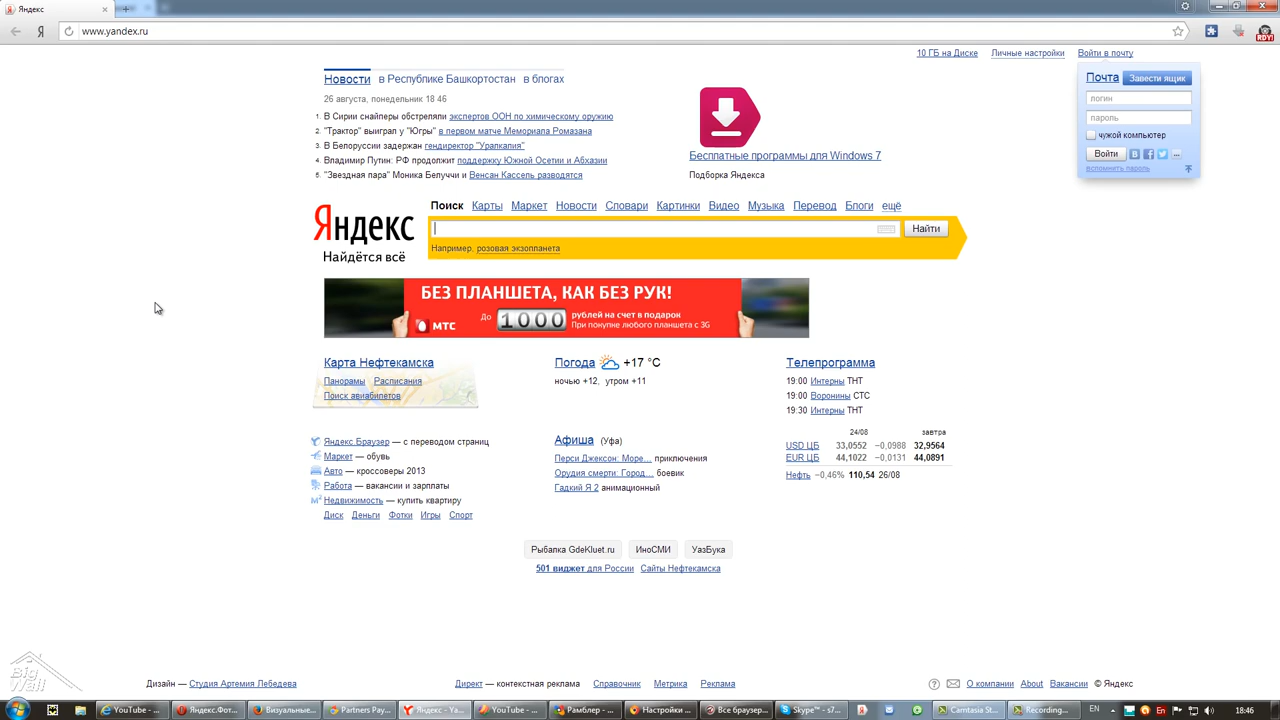 Яндекс
www.yandex.ru
10 ГБ на Диске Личные настройки Войти в почту
Новости в Республике Башкортостан в блогах
26 августа, понедельник 18 46
1. В Сирии снайперы обстреляли экспертов ООН по химическому оружию
2. "Трактор" выиграл у "Югры" в первом матче Мемориала Ромазана
3. В Белоруссии задержан гендиректор "Уралкалия"
4. Владимир Путин: РФ продолжит поддержку Южной Осетии и Абхазии
5. "Звездная пара" Моника Белуччи и Венсан Кассель разводятся
Бесплатные программы для Windows 7
Подборка Яндекса
Почта Завести ящик
логин
пароль
чужой компьютер
Войти
вспомнить пароль
Поиск Карты Маркет Новости Словари Картинки Видео Музыка Перевод Блоги ещё
Яндекс
Найдётся всё
Найти
Например, розовая экзопланета
БЕЗ ПЛАНШЕТА, КАК БЕЗ РУК!
МТС До 1000 рублей на счет в подарок
При покупке любого планшета с 3G
Карта Нефтекамска
Панорамы Расписания
Поиск авиабилетов
Погода +17 °C
ночью +12, утром +11
Телепрограмма
19:00 Интерны ТНТ
19:00 Воронины СТС
19:30 Интерны ТНТ
24/08 завтра
USD ЦБ 33,0552 −0,0988 32,9564
EUR ЦБ 44,1022 −0,0131 44,0891
Нефть −0,46% 110,54 26/08
Яндекс.Браузер — с переводом страниц
Маркет — обувь
Авто — кроссоверы 2013
Работа — вакансии и зарплаты
Недвижимость — купить квартиру
Диск Деньги Фотки Игры Спорт
Афиша (Уфа)
Перси Джексон: Море... приключения
Орудия смерти: Город... боевик
Гадкий Я 2 анимационный
Рыбалка GdeKluet.ru ИноСМИ УазБука
501 виджет для России Сайты Нефтекамска
Big Wall
Дизайн — Студия Артемия Лебедева Директ — контекстная реклама Справочник Метрика Реклама О компании About Вакансии © Яндекс
YouTube - ... Яндекс.Фот... Визуальные... Partners Pay... Яндекс - Ya... YouTube - ... Рамблер - ... Настройки ... Все браузер... Skype™ - s7... Camtasia St... Recording... EN 18:46